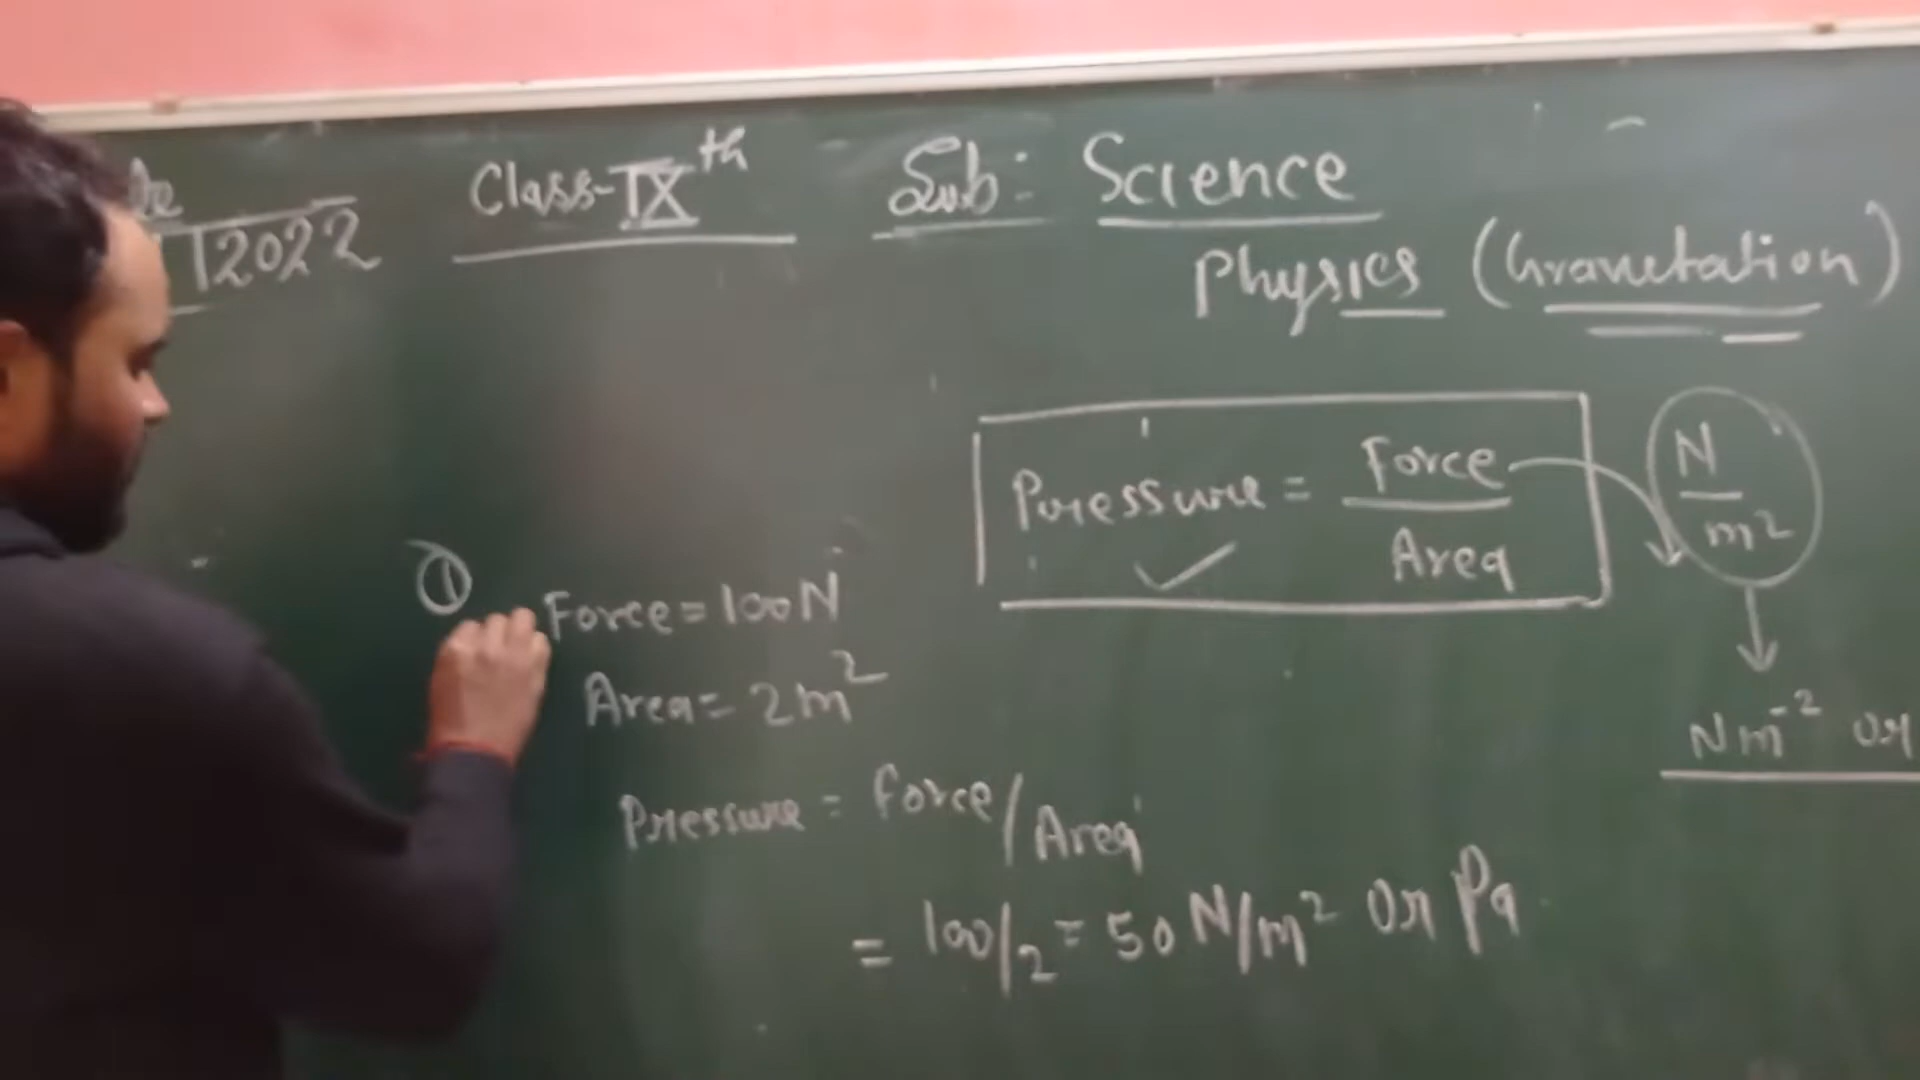 2022
Class-IXth
Sub: Science
Physics (Gravetation)
Pressure = Force / Area
N / m²
Nm⁻² or
① Force = 100N
Area = 2m²
Pressure = force/Area
= 100/2 = 50 N/m² or Pa